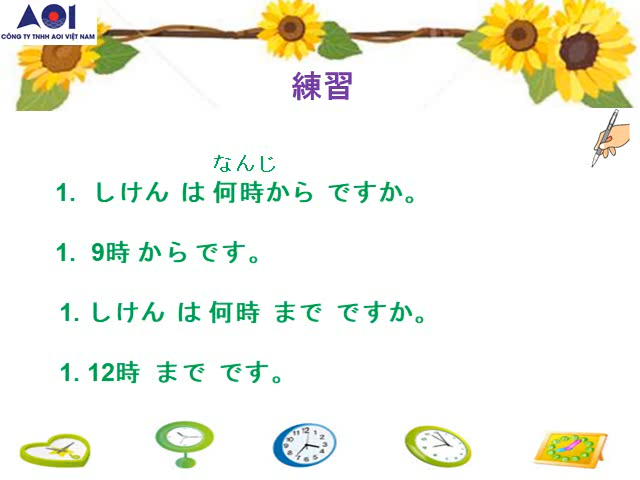 AOI
CÔNG TY TNHH AOI VIỆT NAM
練習
なんじ
1. しけん は 何時から ですか。
1. 9時 から です。
1. しけん は 何時 まで ですか。
1. 12時 まで です。